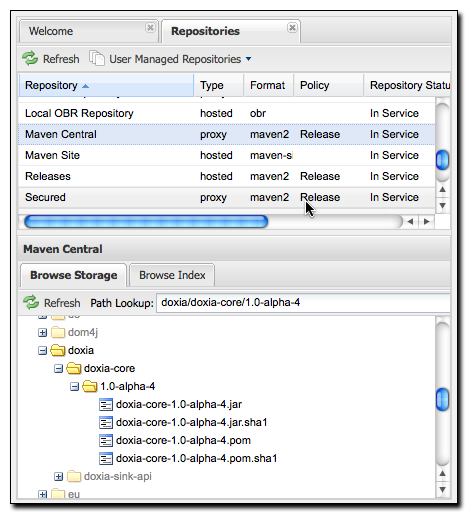 Welcome Repositories
Refresh User Managed Repositories
Repository Type Format Policy Repository Statu
Local OBR Repository hosted obr In Service
Maven Central proxy maven2 Release In Service
Maven Site hosted maven-si In Service
Releases hosted maven2 Release In Service
Secured proxy maven2 Release In Service
Maven Central
Browse Storage Browse Index
Refresh Path Lookup: doxia/doxia-core/1.0-alpha-4
dom4j
doxia
doxia-core
1.0-alpha-4
doxia-core-1.0-alpha-4.jar
doxia-core-1.0-alpha-4.jar.sha1
doxia-core-1.0-alpha-4.pom
doxia-core-1.0-alpha-4.pom.sha1
doxia-sink-api
eu